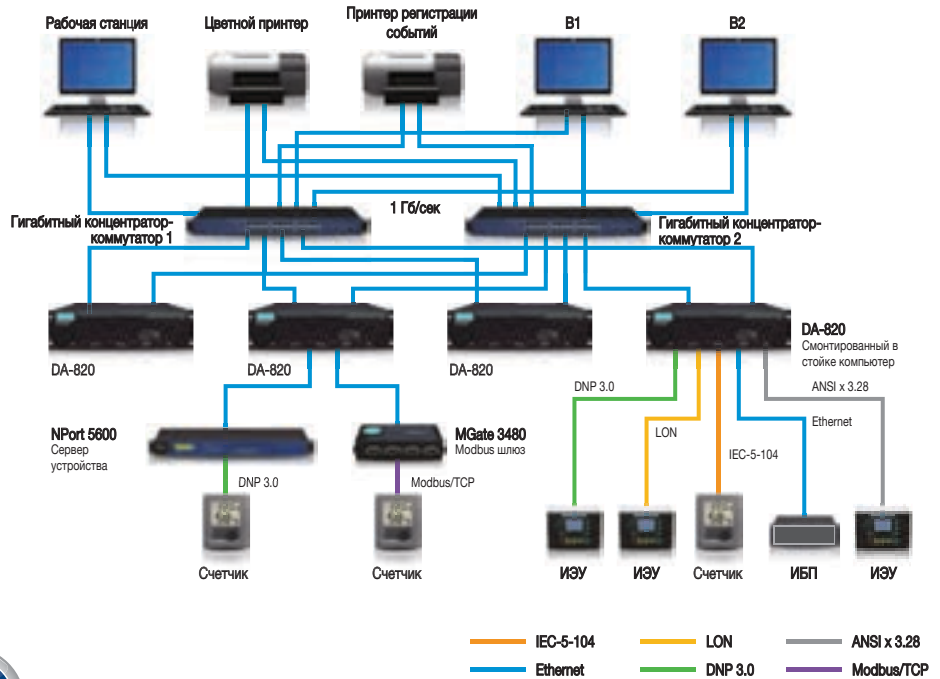 Рабочая станция
Цветной принтер
Принтер регистрации
событий
B1
B2
1 Гб/сек
Гигабитный концентратор-
коммутатор 1
Гигабитный концентратор-
коммутатор 2
DA-820
DA-820
DA-820
DA-820
Смонтированный в
стойке компьютер
NPort 5600
Сервер
устройства
DNP 3.0
MGate 3480
Modbus шлюз
Modbus/TCP
DNP 3.0
LON
IEC-5-104
Ethernet
ANSI x 3.28
Счетчик
Счетчик
ИЭУ
ИЭУ
Счетчик
ИБП
ИЭУ
IEC-5-104
LON
ANSI x 3.28
Ethernet
DNP 3.0
Modbus/TCP